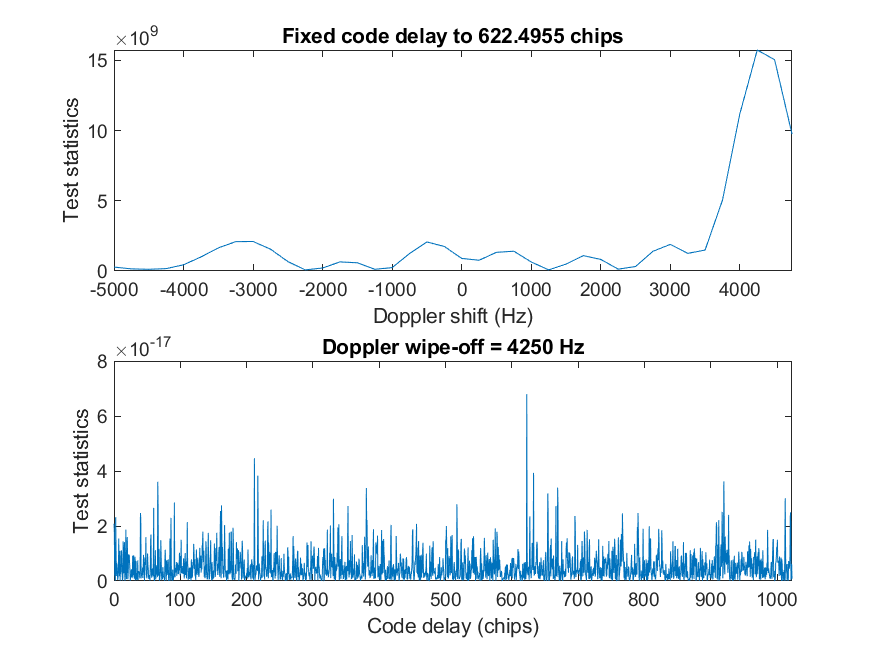 ×10^9
Fixed code delay to 622.4955 chips
15
10
5
0
Test statistics
-5000 -4000 -3000 -2000 -1000 0 1000 2000 3000 4000
Doppler shift (Hz)
×10^-17
Doppler wipe-off = 4250 Hz
8
6
4
2
0
Test statistics
0 100 200 300 400 500 600 700 800 900 1000
Code delay (chips)